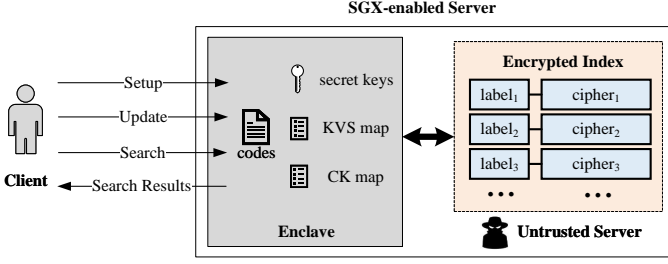 SGX-enabled Server
Setup
Update
Search
Search Results
Client
secret keys
KVS map
CK map
codes
Enclave
Encrypted Index
label₁ cipher₁
label₂ cipher₂
label₃ cipher₃
Untrusted Server